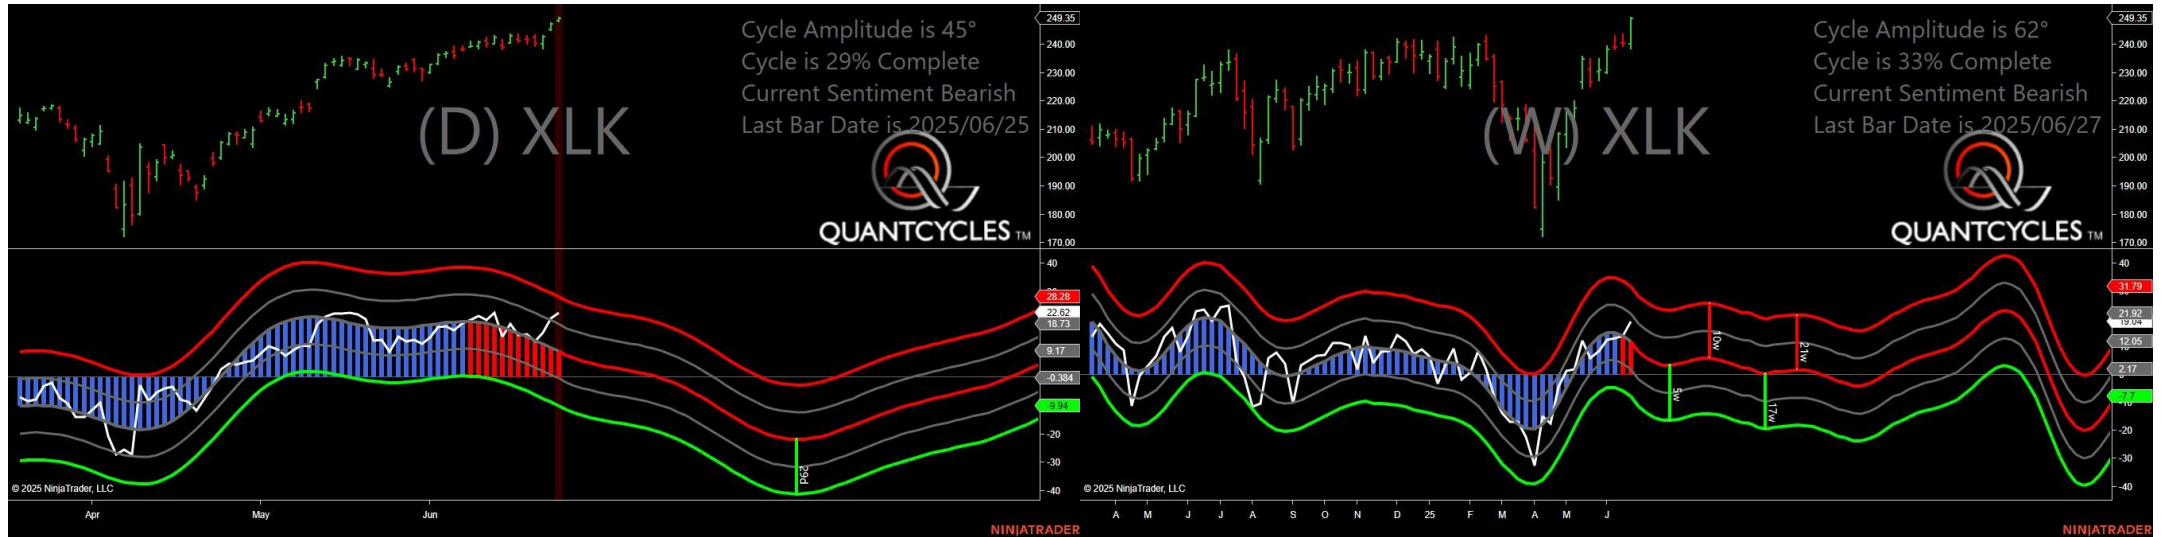 Cycle Amplitude is 45°
Cycle is 29% Complete
Current Sentiment Bearish
Last Bar Date is 2025/06/25
(D) XLK
QUANTCYCLES TM
249.35
240.00
230.00
220.00
210.00
200.00
190.00
180.00
170.00
40
28.28
22.62
18.73
9.17
-0.384
-9.94
-20
-30
-40
29d
© 2025 NinjaTrader, LLC
Apr
May
Jun
NINJATRADER
Cycle Amplitude is 62°
Cycle is 33% Complete
Current Sentiment Bearish
Last Bar Date is 2025/06/27
(W) XLK
QUANTCYCLES TM
249.35
240.00
230.00
220.00
210.00
200.00
190.00
180.00
170.00
40
31.79
21.92
19.04
12.05
2.17
-7.7
-20
-30
-40
5w
10w
17w
21w
© 2025 NinjaTrader, LLC
A M J J A S O N D 25 F M A M J
NINJATRADER